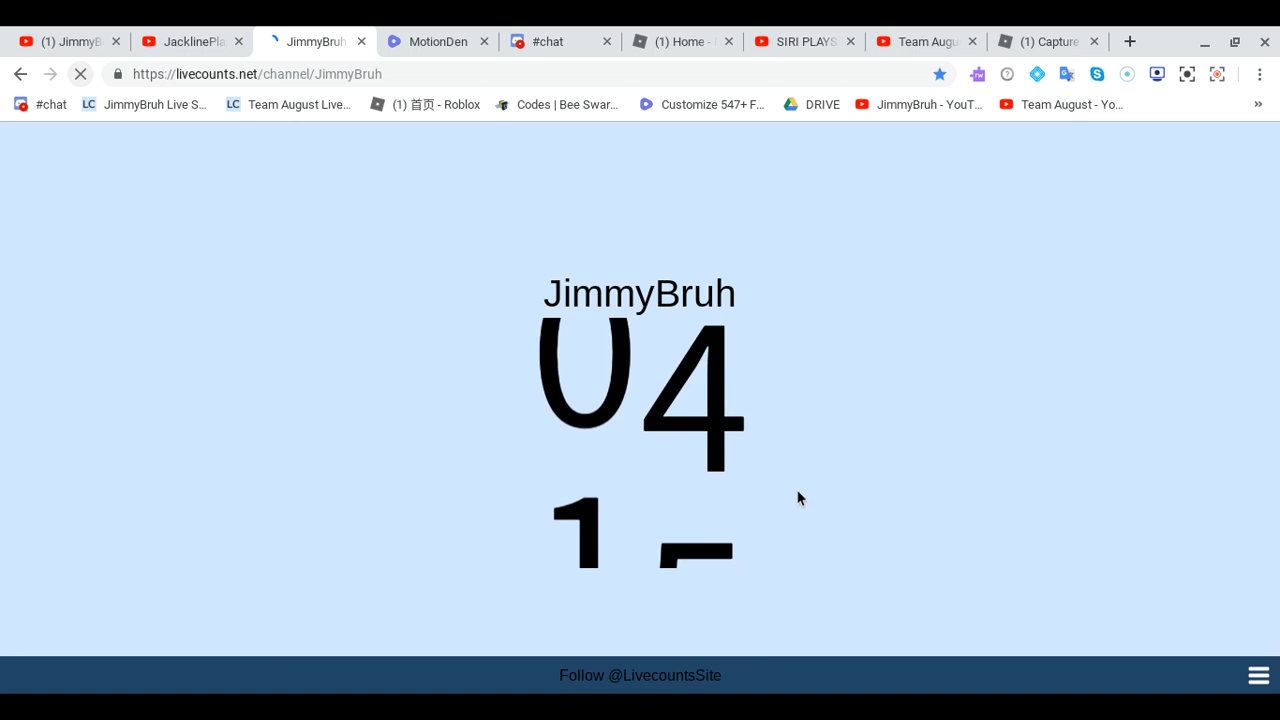 (1) JimmyB
JacklinePla
JimmyBruh
MotionDen
#chat
(1) Home -
SIRI PLAYS
Team Augu
(1) Capture
https://livecounts.net/channel/JimmyBruh
#chat
LC JimmyBruh Live S...
LC Team August Live...
(1) 首页 - Roblox
Codes | Bee Swar...
Customize 547+ F...
DRIVE
JimmyBruh - YouT...
Team August - Yo...
»
JimmyBruh
04
1
Follow @LivecountsSite